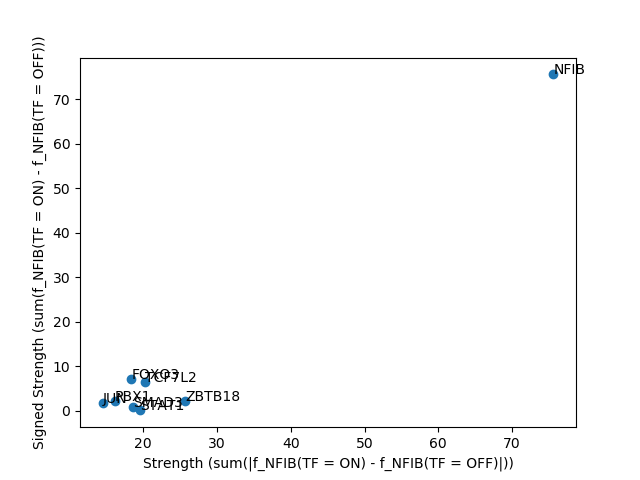 Signed Strength (sum(f_NFIB(TF = ON) - f_NFIB(TF = OFF)))
70
60
50
40
30
20
10
0
NFIB
FOXO3
TCF7L2
ZBTB18
PBX1
JUN
SMAD3
STAT1
20 30 40 50 60 70
Strength (sum(|f_NFIB(TF = ON) - f_NFIB(TF = OFF)|))